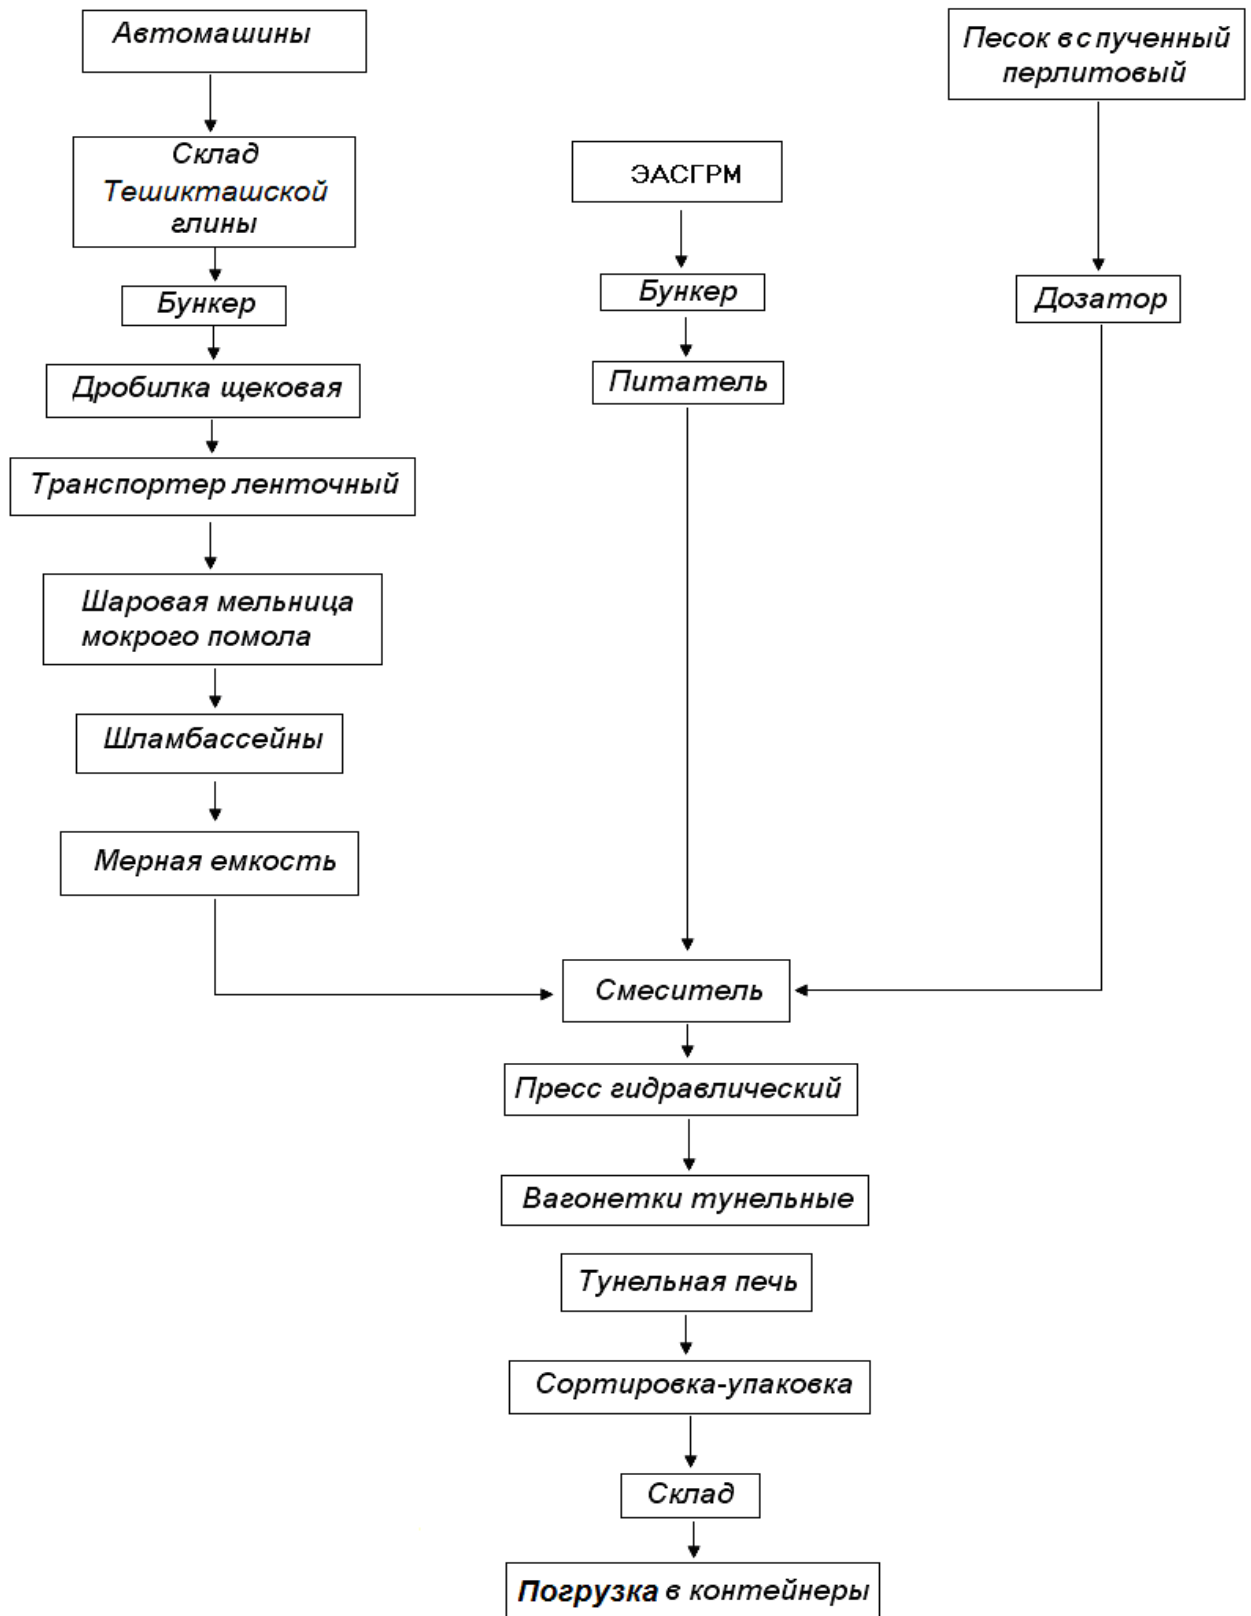 Автомашины
Склад
Тешикташской
глины
Бункер
Дробилка щековая
Транспортер ленточный
Шаровая мельница
мокрого помола
Шламбассейны
Мерная емкость
ЭАСГРМ
Бункер
Питатель
Песок вспученный
перлитовый
Дозатор
Смеситель
Пресс гидравлический
Вагонетки тунельные
Тунельная печь
Сортировка-упаковка
Склад
Погрузка в контейнеры